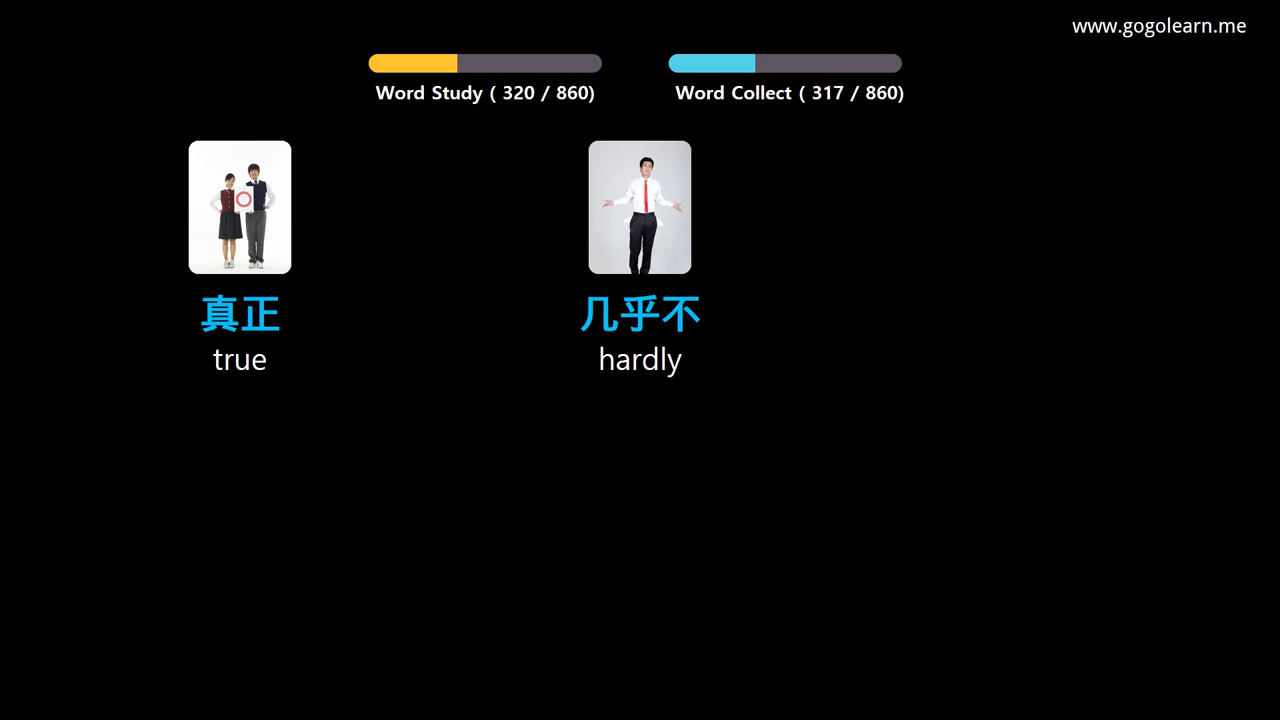 www.gogolearn.me
Word Study ( 320 / 860)
Word Collect ( 317 / 860)
真正
true
几乎不
hardly